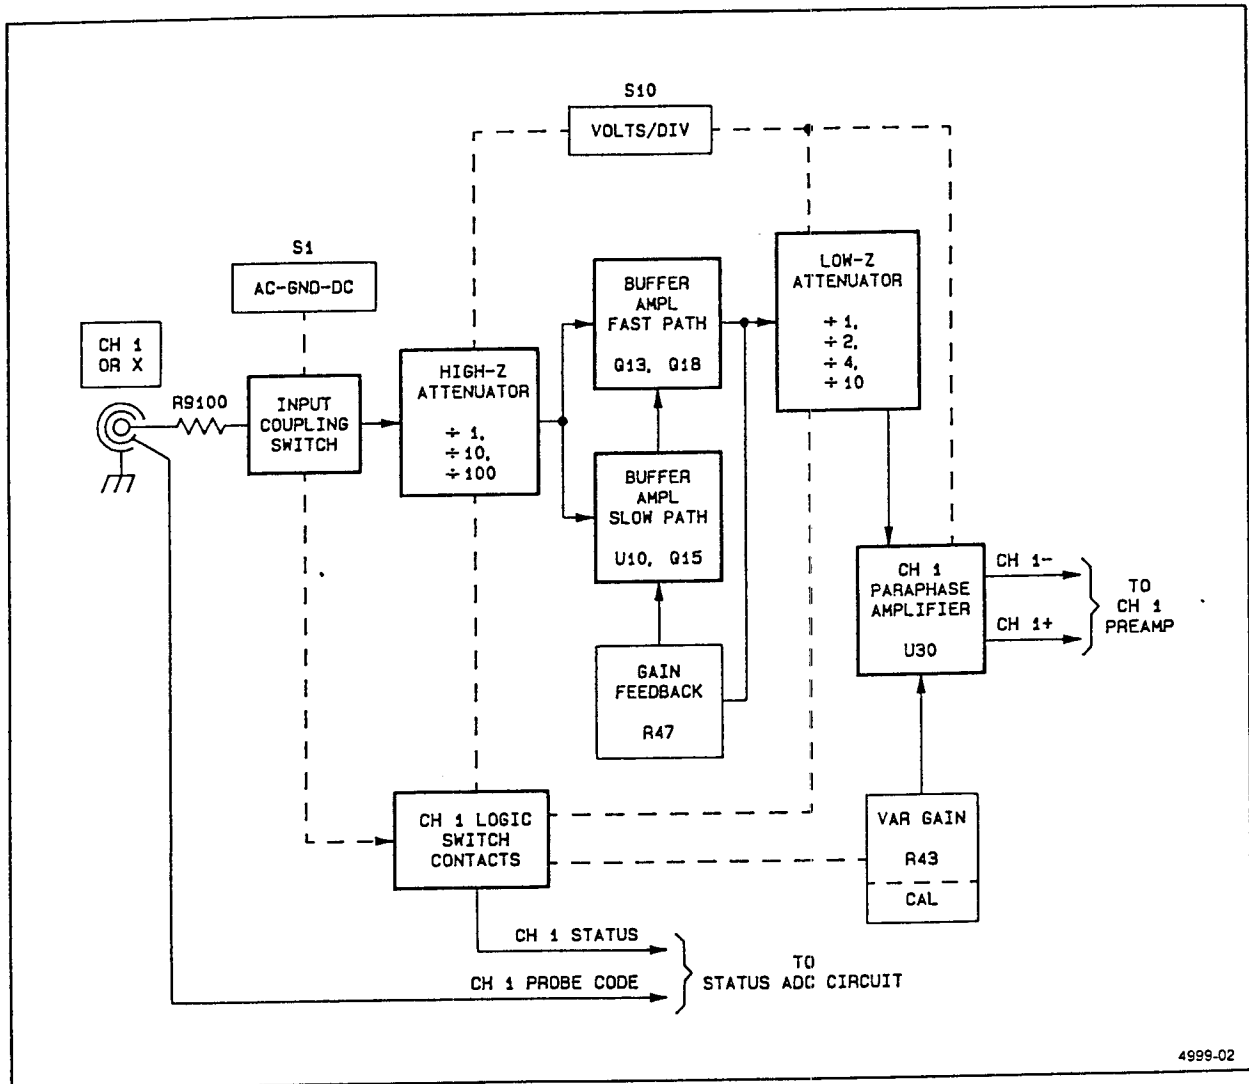 S10
VOLTS/DIV
S1
AC-GND-DC
CH 1
OR X
R9100
INPUT
COUPLING
SWITCH
HIGH-Z
ATTENUATOR
÷ 1,
÷ 10,
÷ 100
BUFFER
AMPL
FAST PATH
Q13, Q18
BUFFER
AMPL
SLOW PATH
U10, Q15
GAIN
FEEDBACK
R47
LOW-Z
ATTENUATOR
÷ 1,
÷ 2,
÷ 4,
÷ 10
CH 1
PARAPHASE
AMPLIFIER
U30
CH 1-
CH 1+
TO
CH 1
PREAMP
VAR GAIN
R43
CAL
CH 1 LOGIC
SWITCH
CONTACTS
CH 1 STATUS
CH 1 PROBE CODE
TO
STATUS ADC CIRCUIT
4999-02